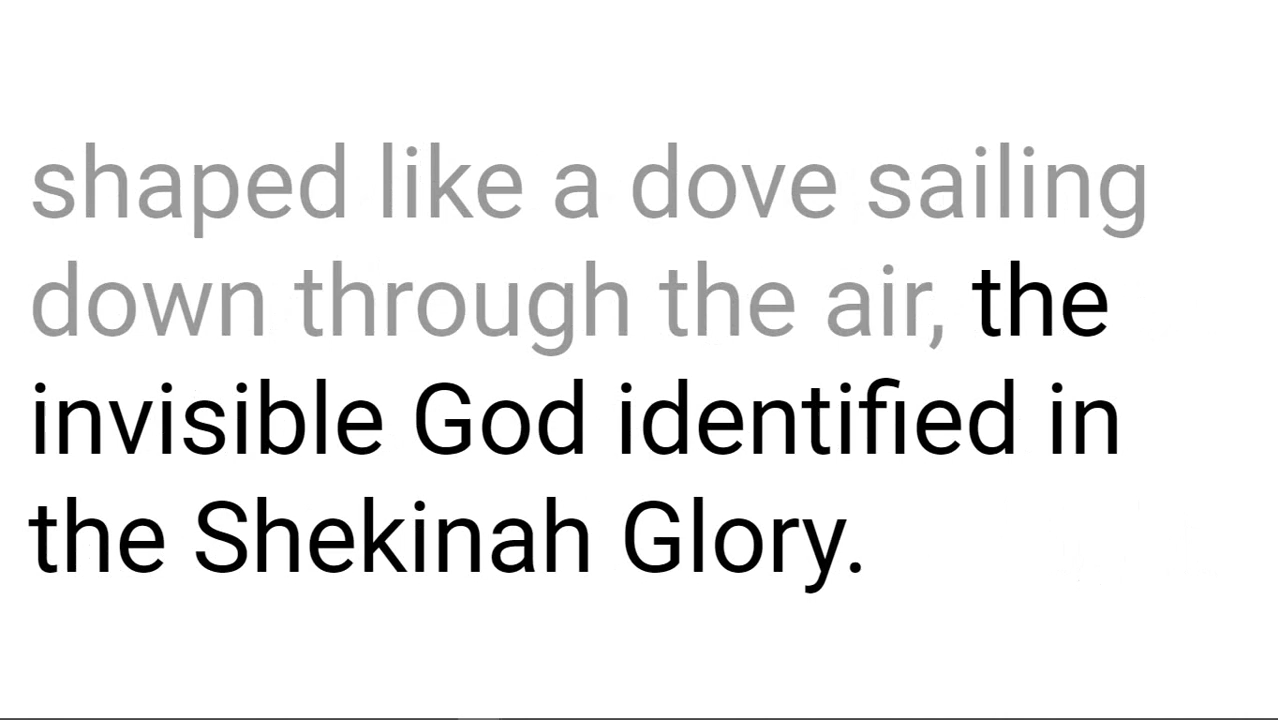 shaped like a dove sailing
down through the air, the
invisible God identified in
the Shekinah Glory.